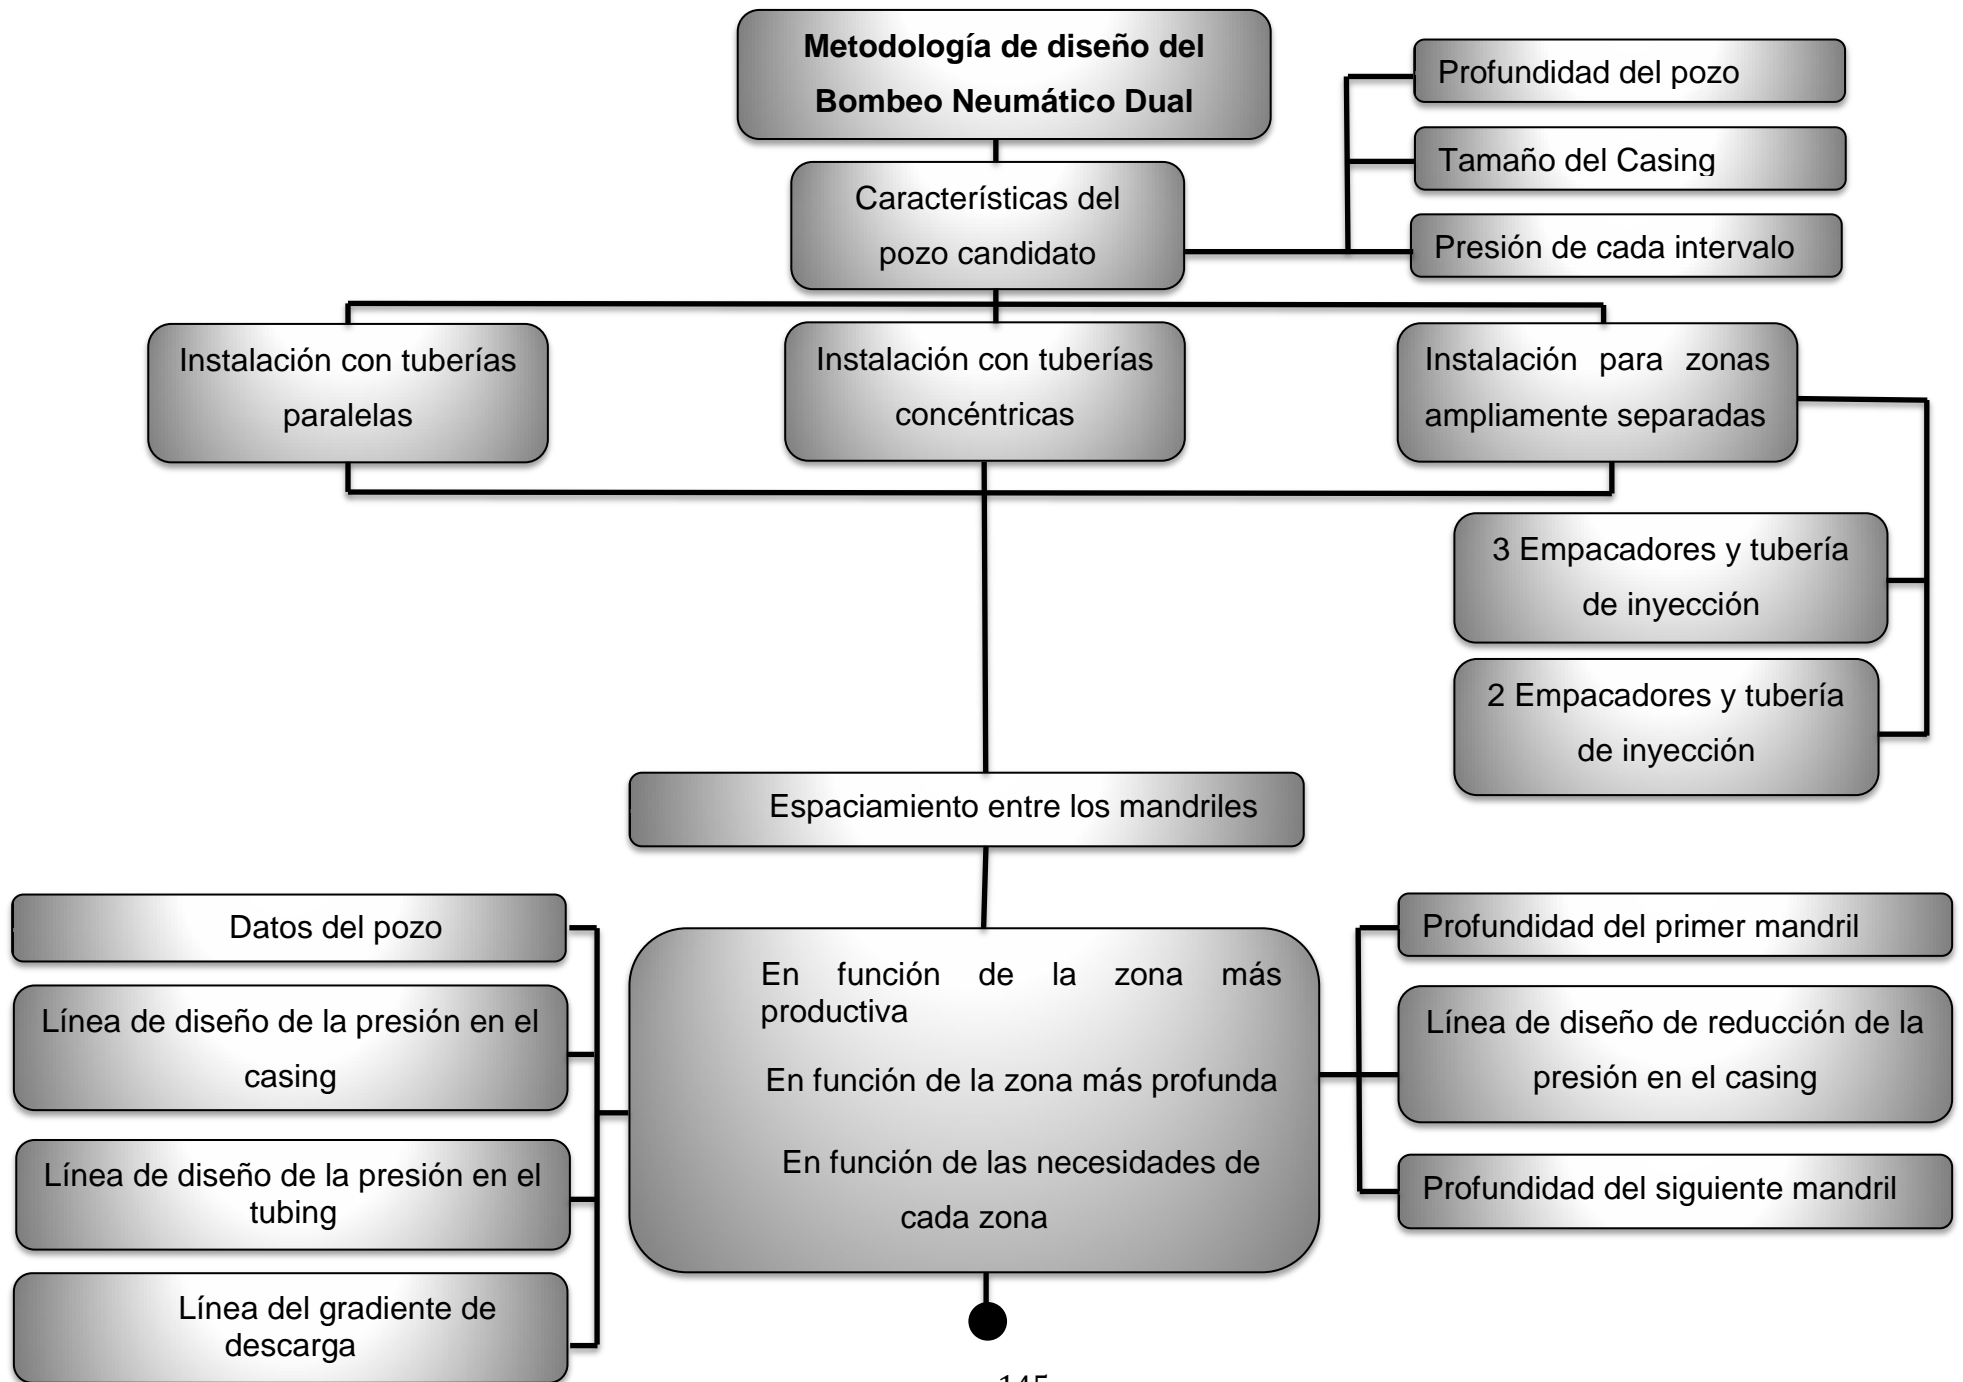 Metodología de diseño del
Bombeo Neumático Dual
Profundidad del pozo
Tamaño del Casing
Presión de cada intervalo
Características del
pozo candidato
Instalación con tuberías
paralelas
Instalación con tuberías
concéntricas
Instalación para zonas
ampliamente separadas
3 Empacadores y tubería
de inyección
2 Empacadores y tubería
de inyección
Espaciamiento entre los mandriles
Datos del pozo
Línea de diseño de la presión en el
casing
Línea de diseño de la presión en el
tubing
Línea del gradiente de
descarga
En función de la zona más
productiva
En función de la zona más profunda
En función de las necesidades de
cada zona
Profundidad del primer mandril
Línea de diseño de reducción de la
presión en el casing
Profundidad del siguiente mandril
145